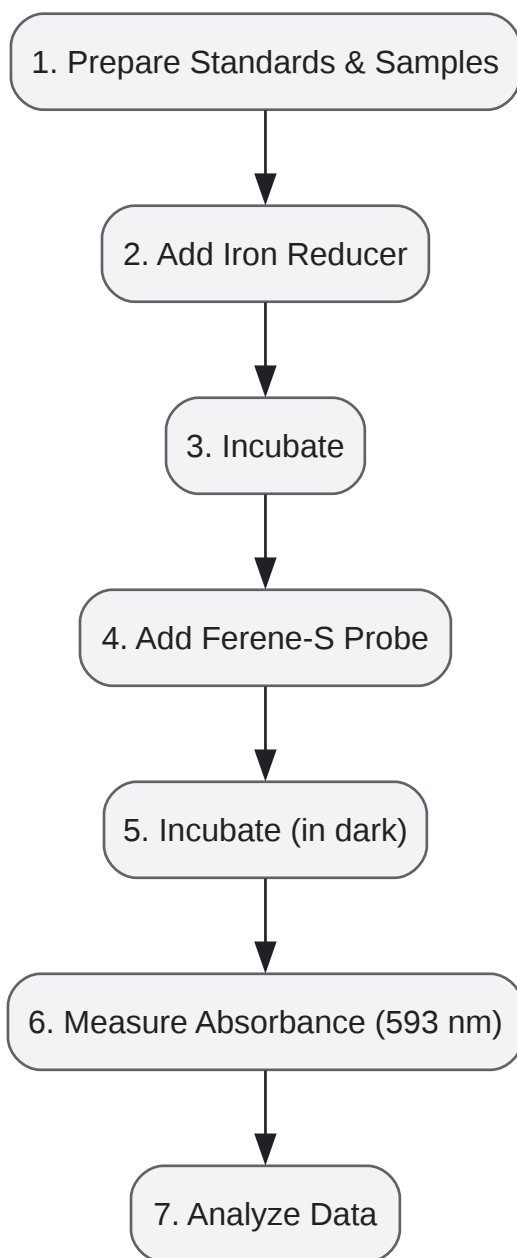 1. Prepare Standards & Samples
2. Add Iron Reducer
3. Incubate
4. Add Ferene-S Probe
5. Incubate (in dark)
6. Measure Absorbance (593 nm)
7. Analyze Data